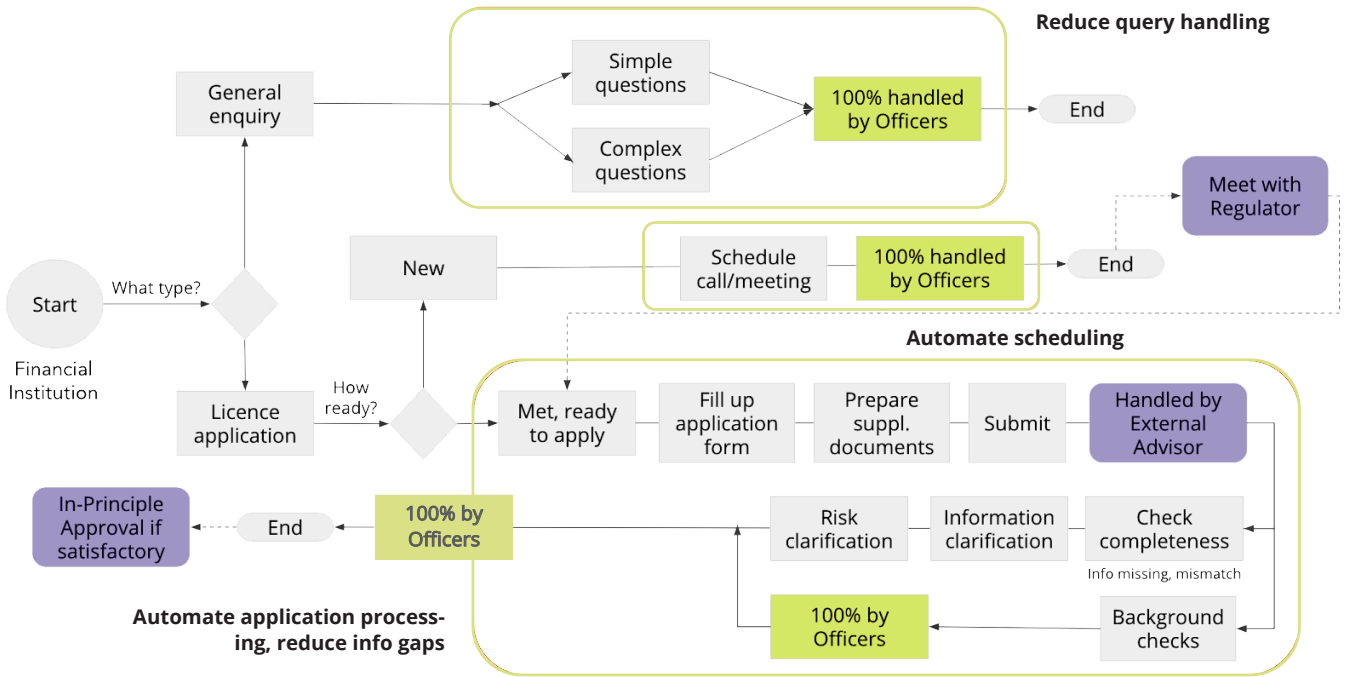 Reduce query handling
Simple
questions
General
enquiry
100% handled
by Officers
End
Complex
questions
Meet with
Regulator
New
Schedule
call/meeting
100% handled
by Officers
End
What type?
Start
Financial
Institution
Automate scheduling
How
ready?
Licence
application
Met, ready
to apply
Fill up
application
form
Prepare
suppl.
documents
Submit
Handled by
External
Advisor
In-Principle
Approval if
satisfactory
End
100% by
Officers
Risk
clarification
Information
clarification
Check
completeness
Info missing, mismatch
Automate application process-
ing, reduce info gaps
100% by
Officers
Background
checks